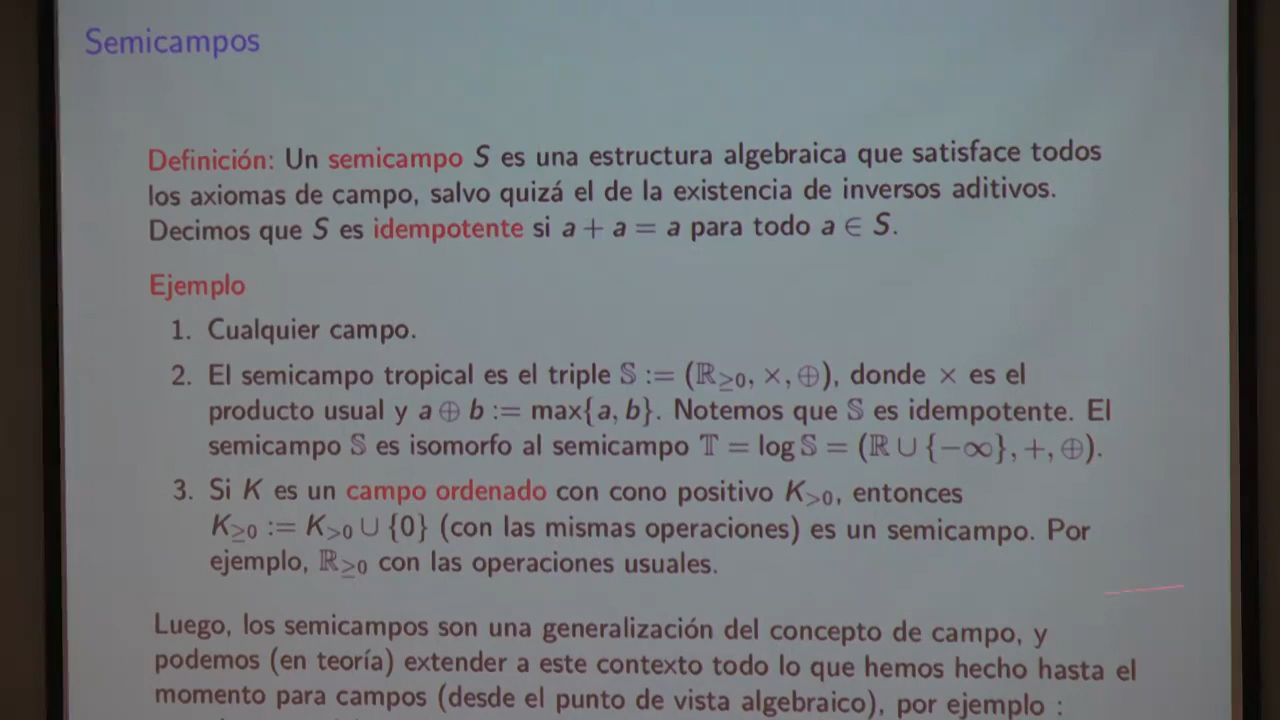 Semicampos
Definición: Un semicampo S es una estructura algebraica que satisface todos
los axiomas de campo, salvo quizá el de la existencia de inversos aditivos.
Decimos que S es idempotente si a + a = a para todo a ∈ S.
Ejemplo
1. Cualquier campo.
2. El semicampo tropical es el triple 𝕊 := (ℝ≥0, ×, ⊕), donde × es el
producto usual y a ⊕ b := max{a, b}. Notemos que 𝕊 es idempotente. El
semicampo 𝕊 es isomorfo al semicampo 𝕋 = log 𝕊 = (ℝ ∪ {−∞}, +, ⊕).
3. Si K es un campo ordenado con cono positivo K>0, entonces
K≥0 := K>0 ∪ {0} (con las mismas operaciones) es un semicampo. Por
ejemplo, ℝ≥0 con las operaciones usuales.
Luego, los semicampos son una generalización del concepto de campo, y
podemos (en teoría) extender a este contexto todo lo que hemos hecho hasta el
momento para campos (desde el punto de vista algebraico), por ejemplo :